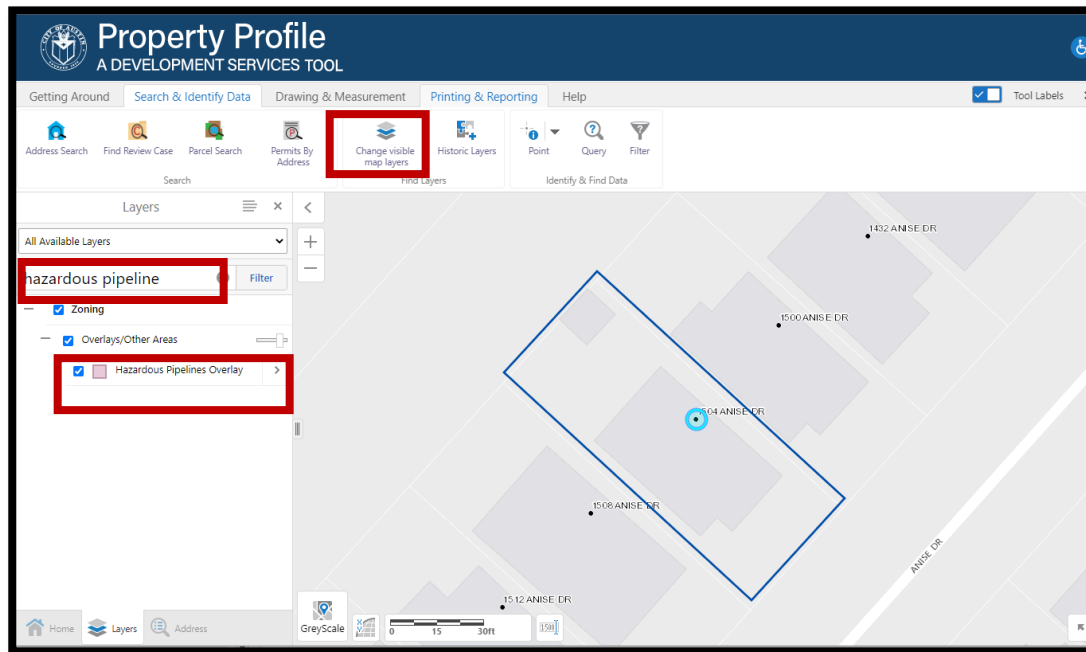 CITY OF AUSTIN
Property Profile
A DEVELOPMENT SERVICES TOOL
Getting Around Search & Identify Data Drawing & Measurement Printing & Reporting Help Tool Labels
Address Search Find Review Case Parcel Search Permits By Address Change visible map layers Historic Layers Point Query Filter
Search Find Layers Identify & Find Data
Layers
All Available Layers
hazardous pipeline Filter
Zoning
Overlays/Other Areas
Hazardous Pipelines Overlay
1432 ANISE DR
1500 ANISE DR
504 ANISE DR
1508 ANISE DR
ANISE DR
1512 ANISE DR
Home Layers Address
GreyScale
0 15 30ft